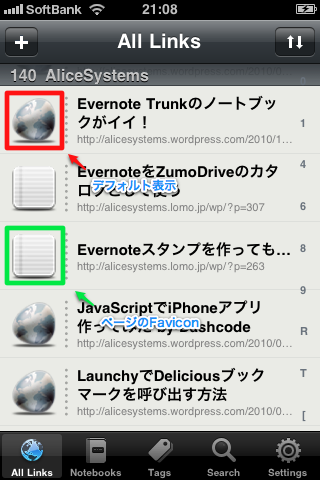 SoftBank 21:08
All Links
140 AliceSystems
Evernote Trunkのノートブッ
クがイイ！
http://alicesystems.wordpress.com/2010/1...
EvernoteをZumoDriveのカタ
デフォルト表示
http://alicesystems.lomo.jp/wp/?p=307
Evernoteスタンプを作っても...
http://alicesystems.lomo.jp/wp/?p=263
JavaScriptでiPhoneアプリ
ページのFavicon
http://alicesystems.wordpress.com/2010/0...
LaunchyでDeliciousブック
マークを呼び出す方法
http://alicesystems.wordpress.com/2010/0...
1
4
6
8
9
R
T
[
All Links Notebooks Tags Search Settings